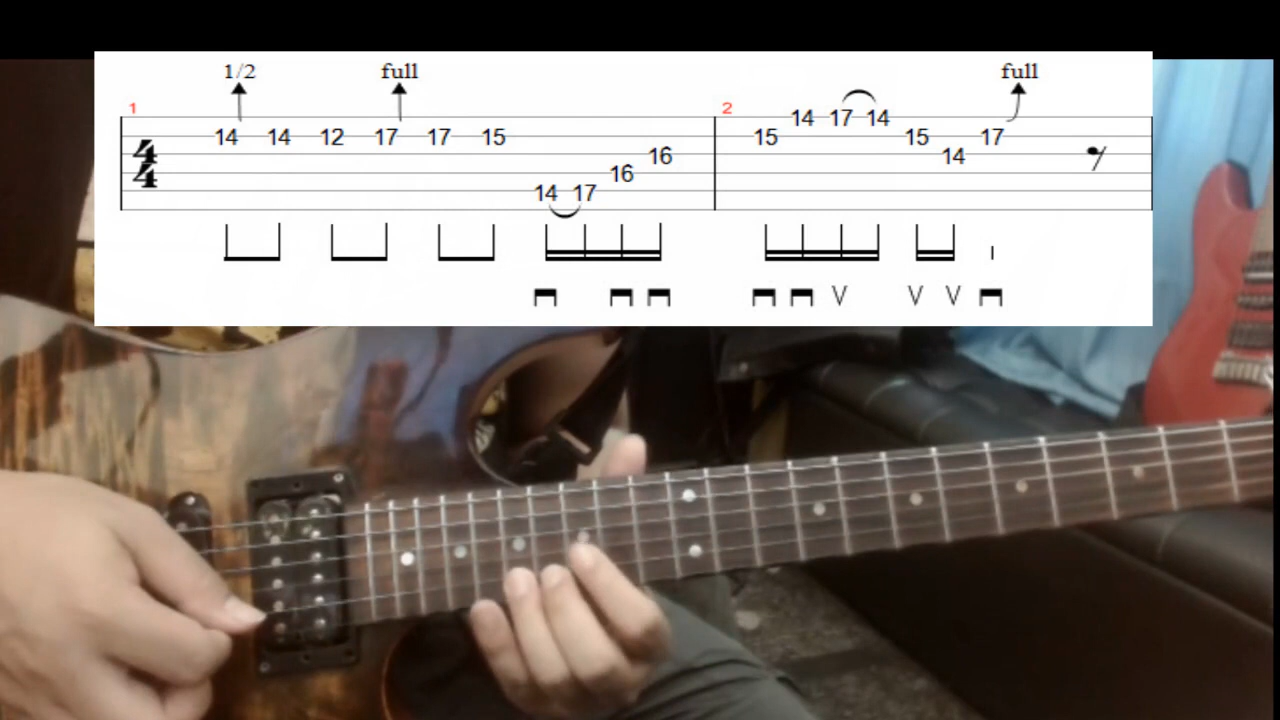 1/2 full full
1 2
14 17 14
14 14 12 17 17 15 15 15 17
4 16 14
4 16
14 17
V V V